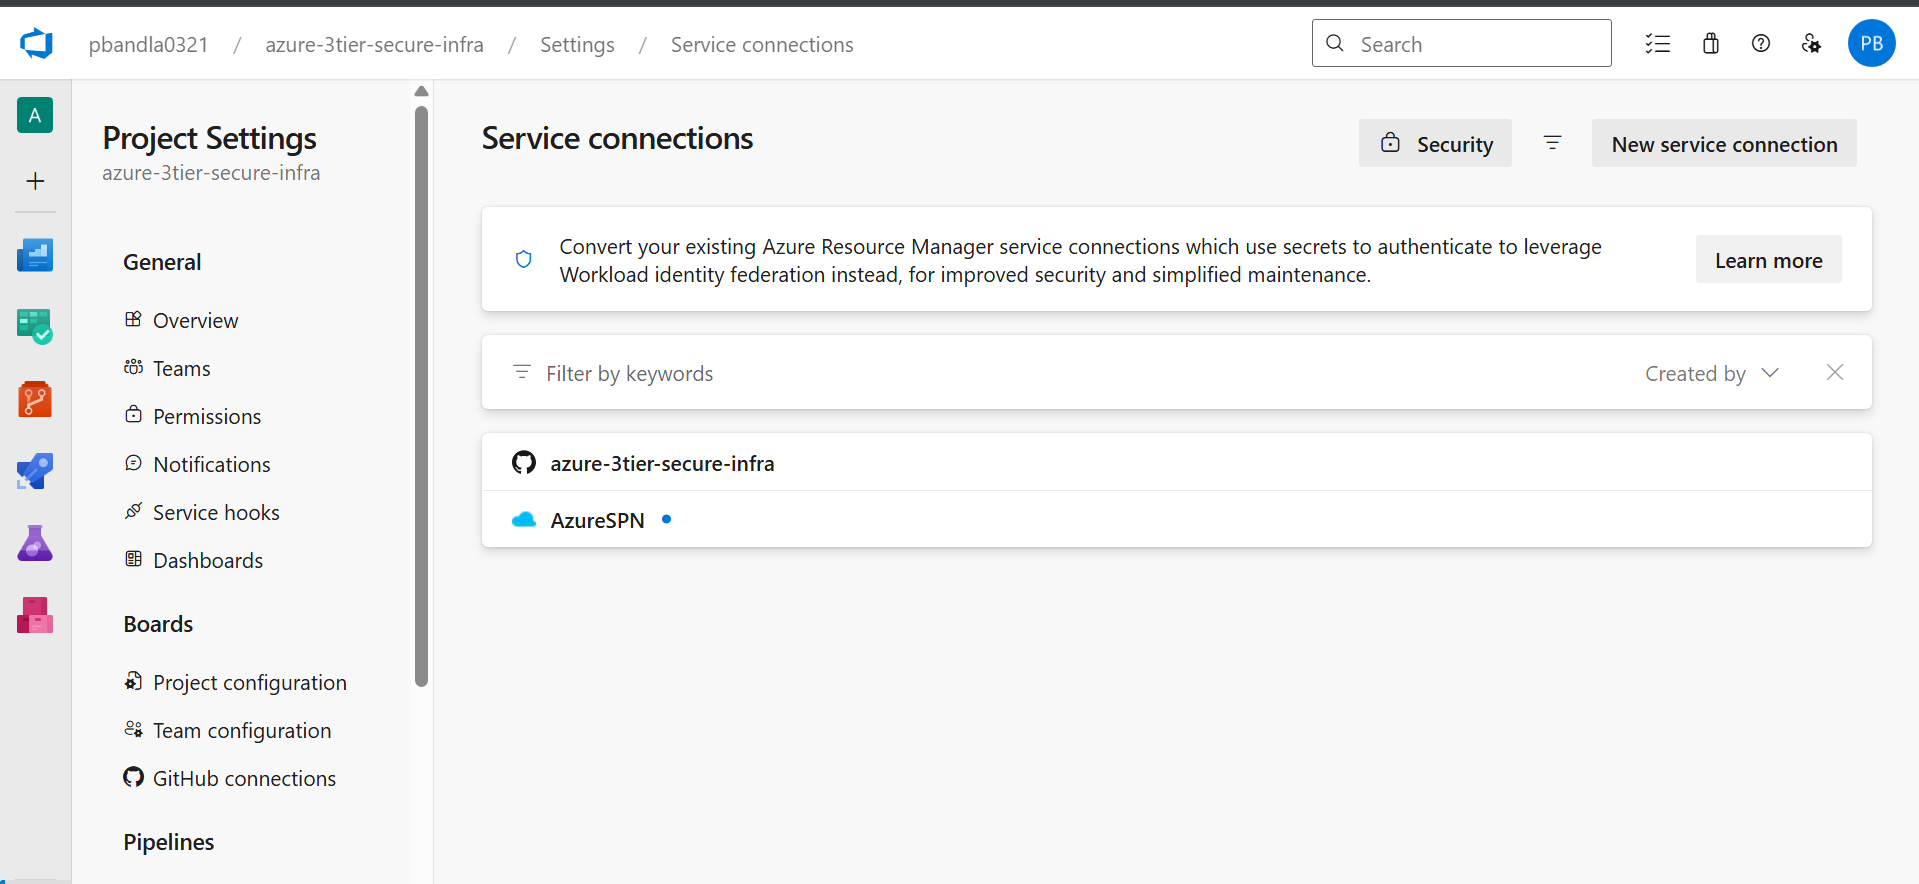 pbandla0321 / azure-3tier-secure-infra / Settings / Service connections
Search
PB
A
Project Settings
azure-3tier-secure-infra
General
Overview
Teams
Permissions
Notifications
Service hooks
Dashboards
Boards
Project configuration
Team configuration
GitHub connections
Pipelines
Service connections
Security
New service connection
Convert your existing Azure Resource Manager service connections which use secrets to authenticate to leverage
Workload identity federation instead, for improved security and simplified maintenance.
Learn more
Filter by keywords
Created by
azure-3tier-secure-infra
AzureSPN